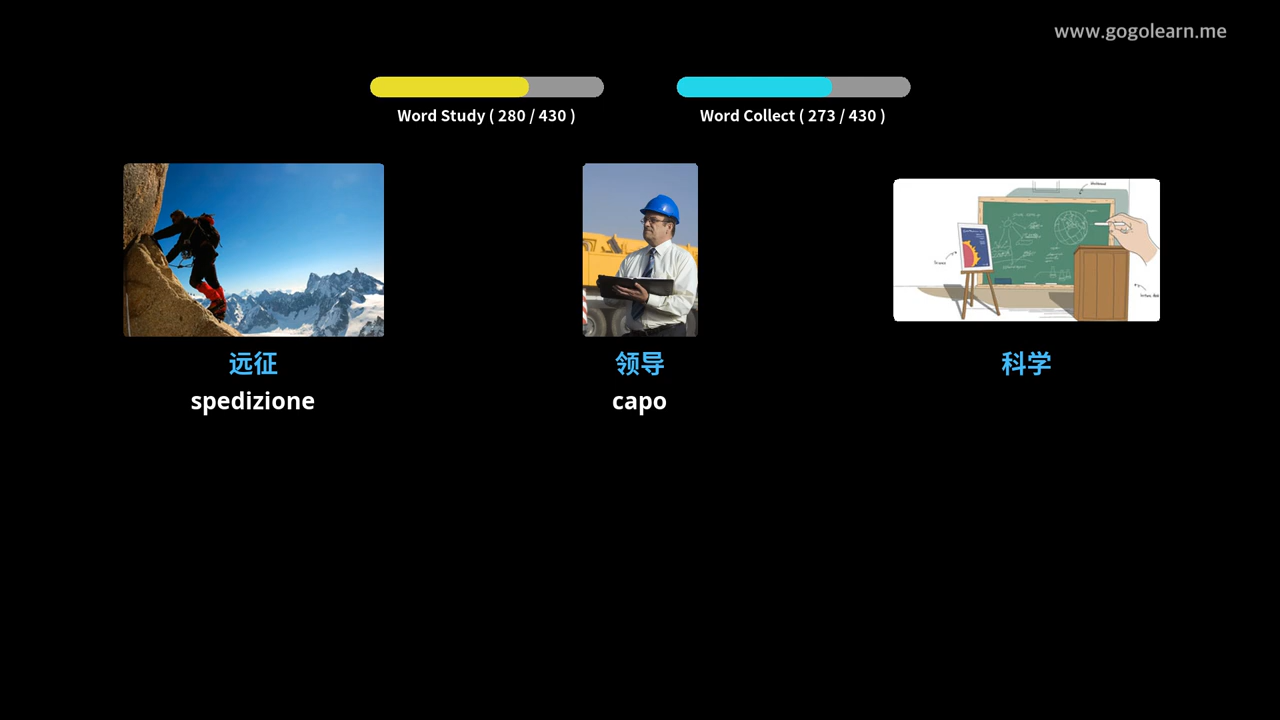 www.gogolearn.me
Word Study ( 280 / 430 )
Word Collect ( 273 / 430 )
远征
领导
科学
spedizione
capo